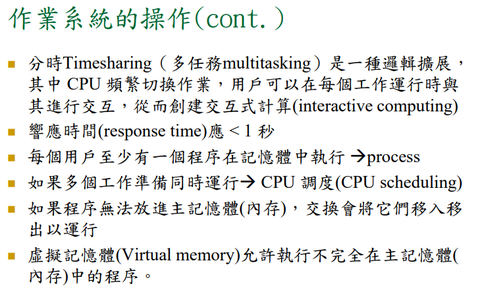 作業系統的操作(cont.)
分時Timesharing（多任務multitasking）是一種邏輯擴展，
其中 CPU 頻繁切換作業，用戶可以在每個工作運行時與
其進行交互，從而創建交互式計算(interactive computing)
響應時間(response time)應 < 1 秒
每個用戶至少有一個程序在記憶體中執行 →process
如果多個工作準備同時運行→ CPU 調度(CPU scheduling)
如果程序無法放進主記憶體(內存)，交換會將它們移入移
出以運行
虛擬記憶體(Virtual memory)允許執行不完全在主記憶體(
內存)中的程序。